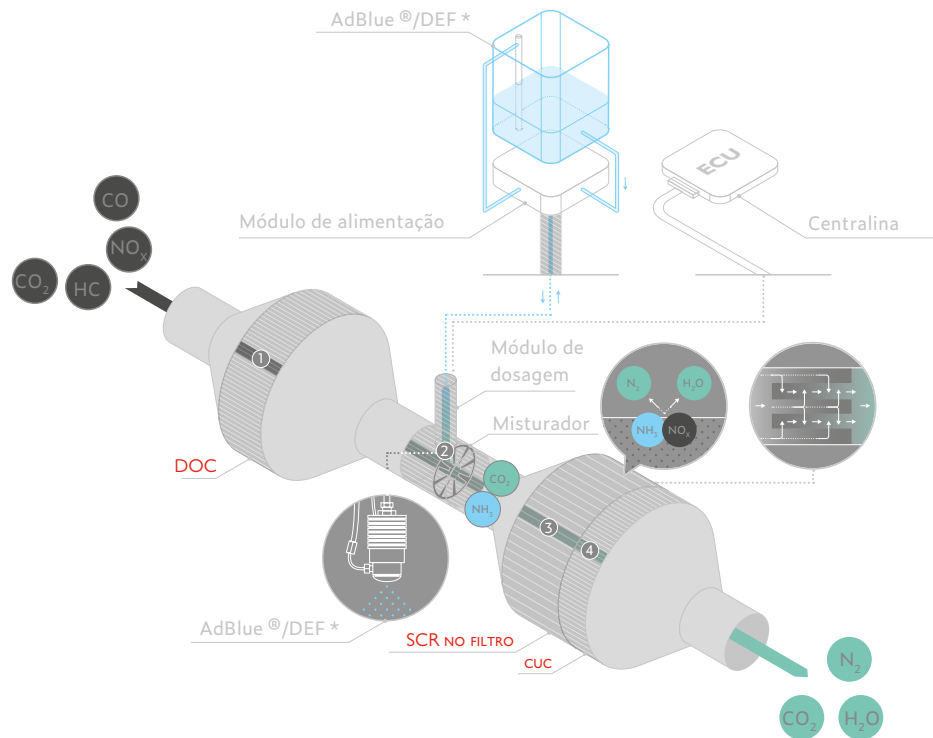 AdBlue ®/DEF *
ECU
Módulo de alimentação
Centralina
CO
NOx
CO2
HC
1
Módulo de
dosagem
N2
H2O
NH3
NOx
Misturador
2
DOC
CO2
NH3
3
4
AdBlue ®/DEF *
SCR NO FILTRO
CUC
N2
CO2
H2O